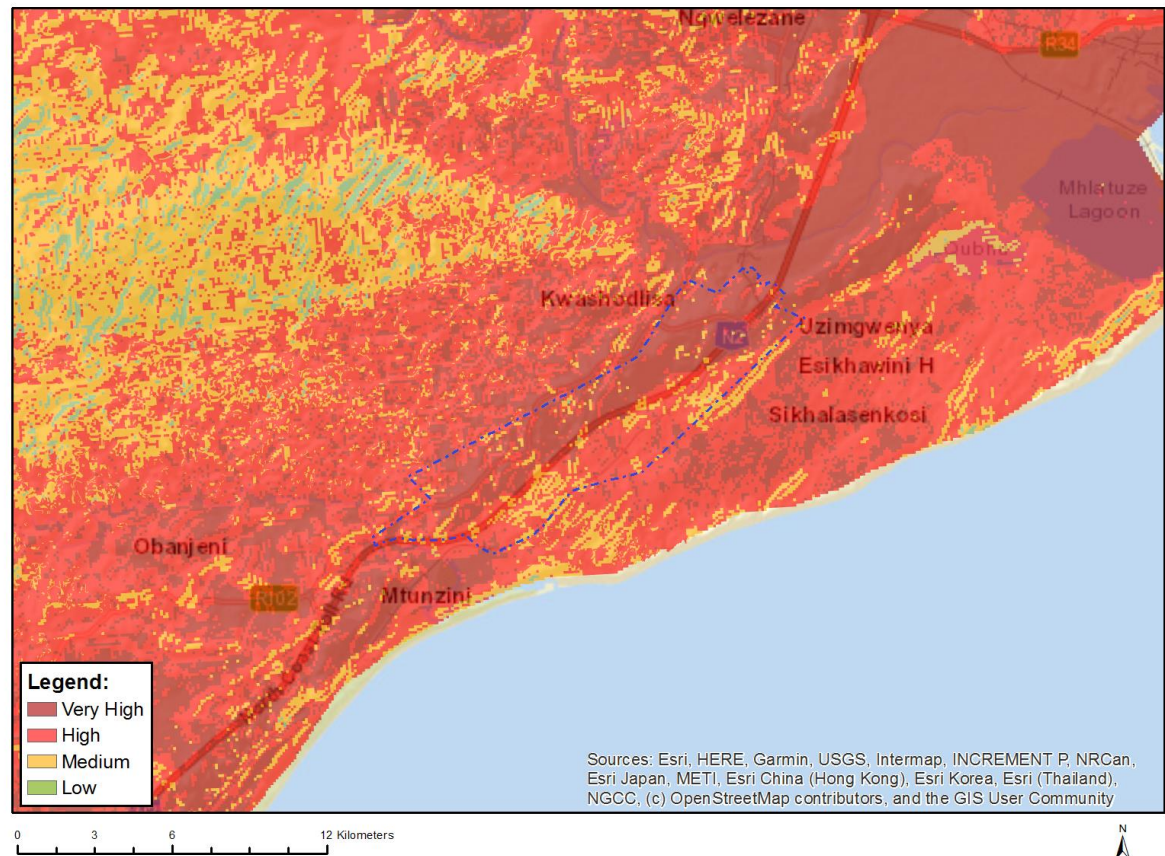 Ngwelezane
R34
Mhlatuze
Lagoon
Kwashodlisa
N2
Uzimgwenya
Esikhawini H
Sikhalasenkosi
Obanjeni
R102
Mtunzini
North Coast Toll Rd
Legend:
Very High
High
Medium
Low
Sources: Esri, HERE, Garmin, USGS, Intermap, INCREMENT P, NRCan,
Esri Japan, METI, Esri China (Hong Kong), Esri Korea, Esri (Thailand),
NGCC, (c) OpenStreetMap contributors, and the GIS User Community
0 3 6 12 Kilometers
N